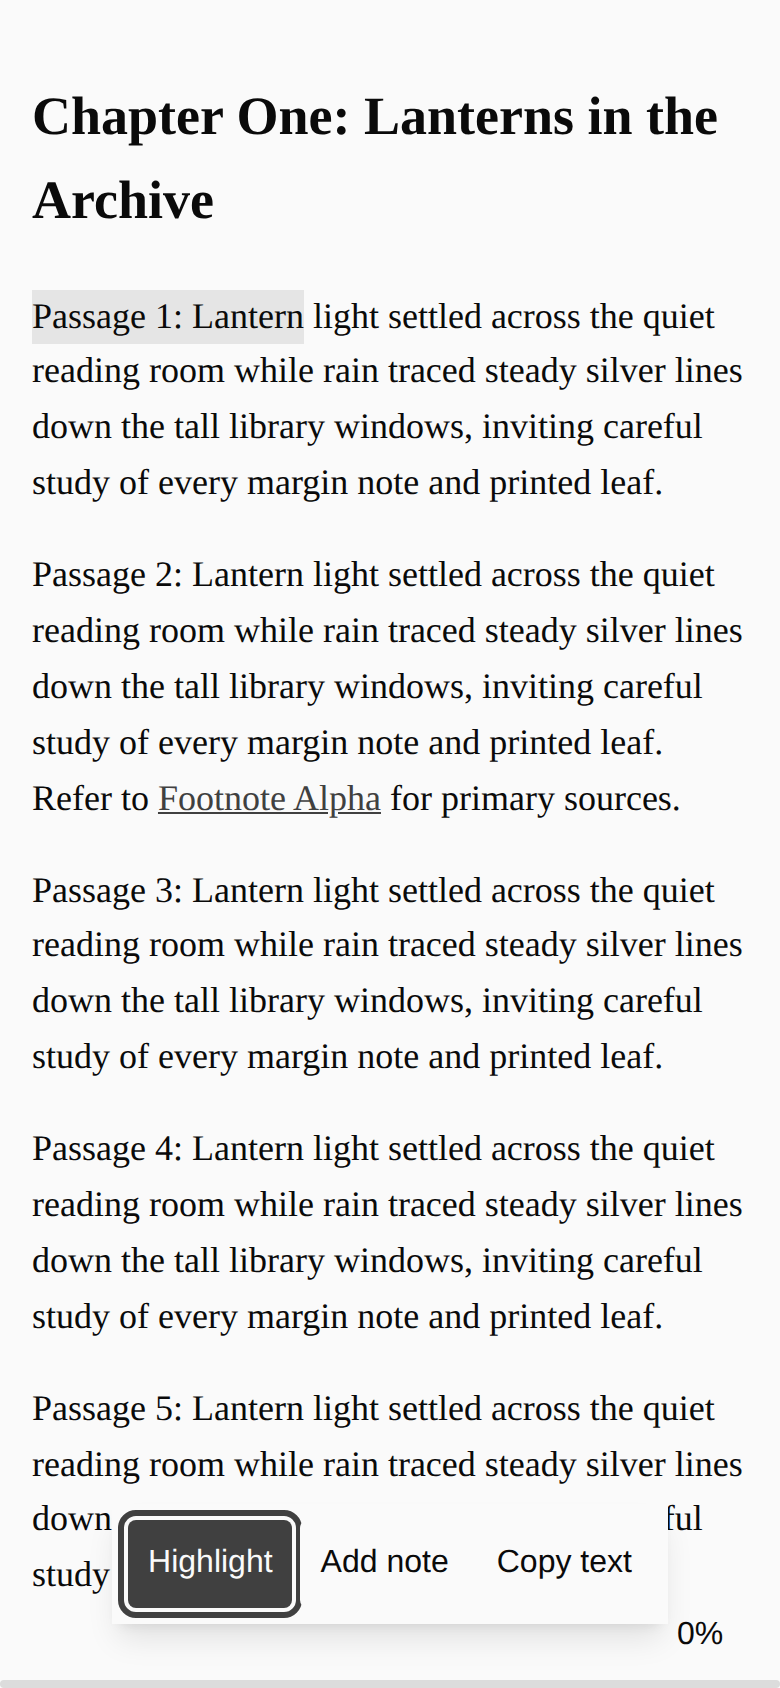 Chapter One: Lanterns in the
Archive
Passage 1: Lantern light settled across the quiet
reading room while rain traced steady silver lines
down the tall library windows, inviting careful
study of every margin note and printed leaf.
Passage 2: Lantern light settled across the quiet
reading room while rain traced steady silver lines
down the tall library windows, inviting careful
study of every margin note and printed leaf.
Refer to Footnote Alpha for primary sources.
Passage 3: Lantern light settled across the quiet
reading room while rain traced steady silver lines
down the tall library windows, inviting careful
study of every margin note and printed leaf.
Passage 4: Lantern light settled across the quiet
reading room while rain traced steady silver lines
down the tall library windows, inviting careful
study of every margin note and printed leaf.
Passage 5: Lantern light settled across the quiet
reading room while rain traced steady silver lines
down
study
Highlight Add note Copy text
0%